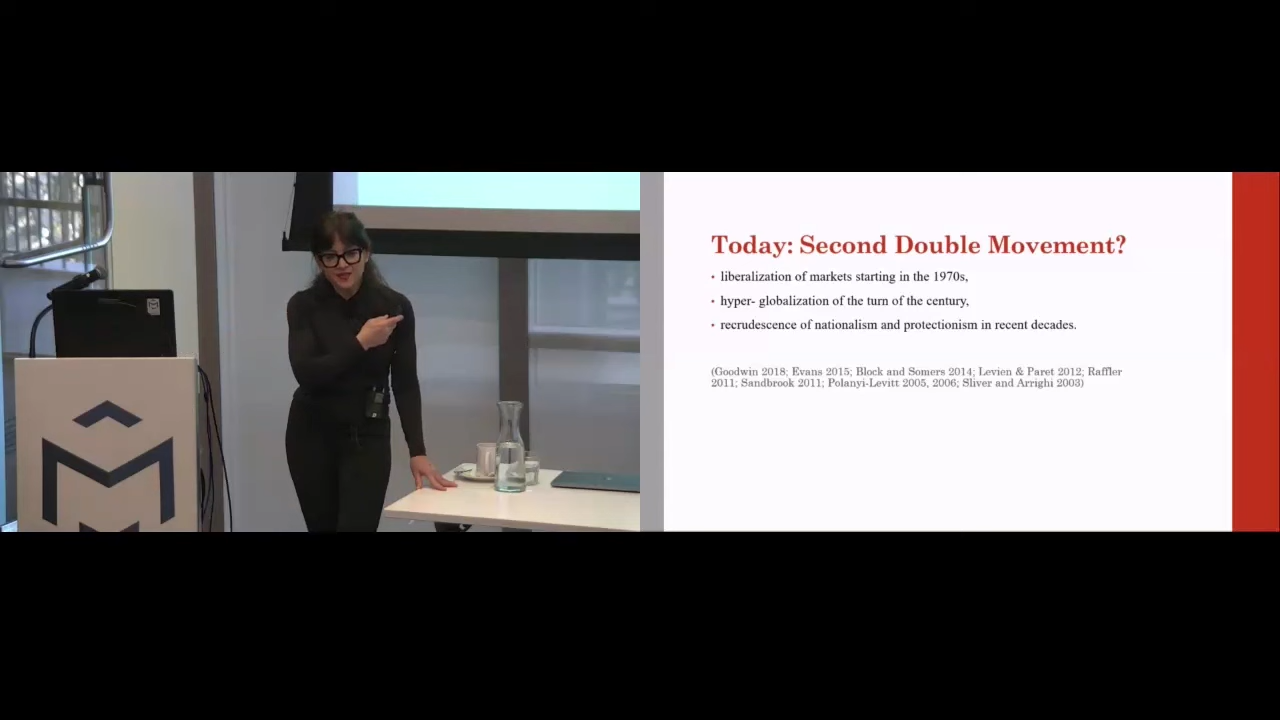 Today: Second Double Movement?
• liberalization of markets starting in the 1970s,
• hyper- globalization of the turn of the century,
• recrudescence of nationalism and protectionism in recent decades.
(Goodwin 2018; Evans 2015; Block and Somers 2014; Levien & Paret 2012; Raffler
2011; Sandbrook 2011; Polanyi-Levitt 2005, 2006; Sliver and Arrighi 2003)